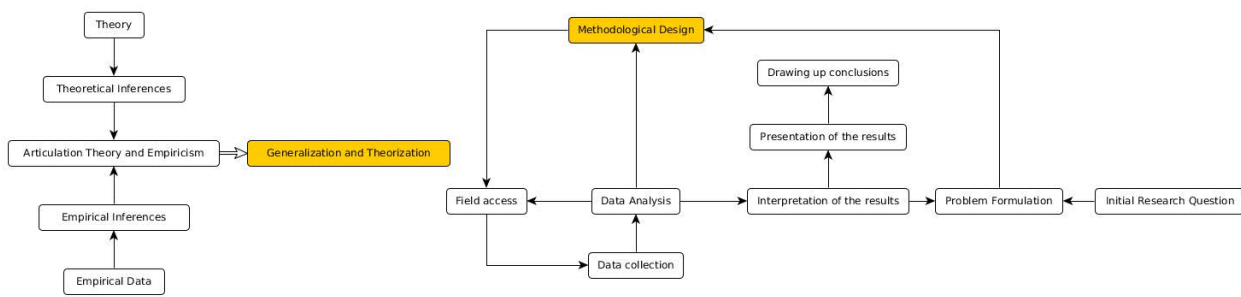 Theory
Theoretical Inferences
Articulation Theory and Empiricism
Generalization and Theorization
Empirical Inferences
Empirical Data
Methodological Design
Drawing up conclusions
Presentation of the results
Field access
Data Analysis
Interpretation of the results
Problem Formulation
Initial Research Question
Data collection